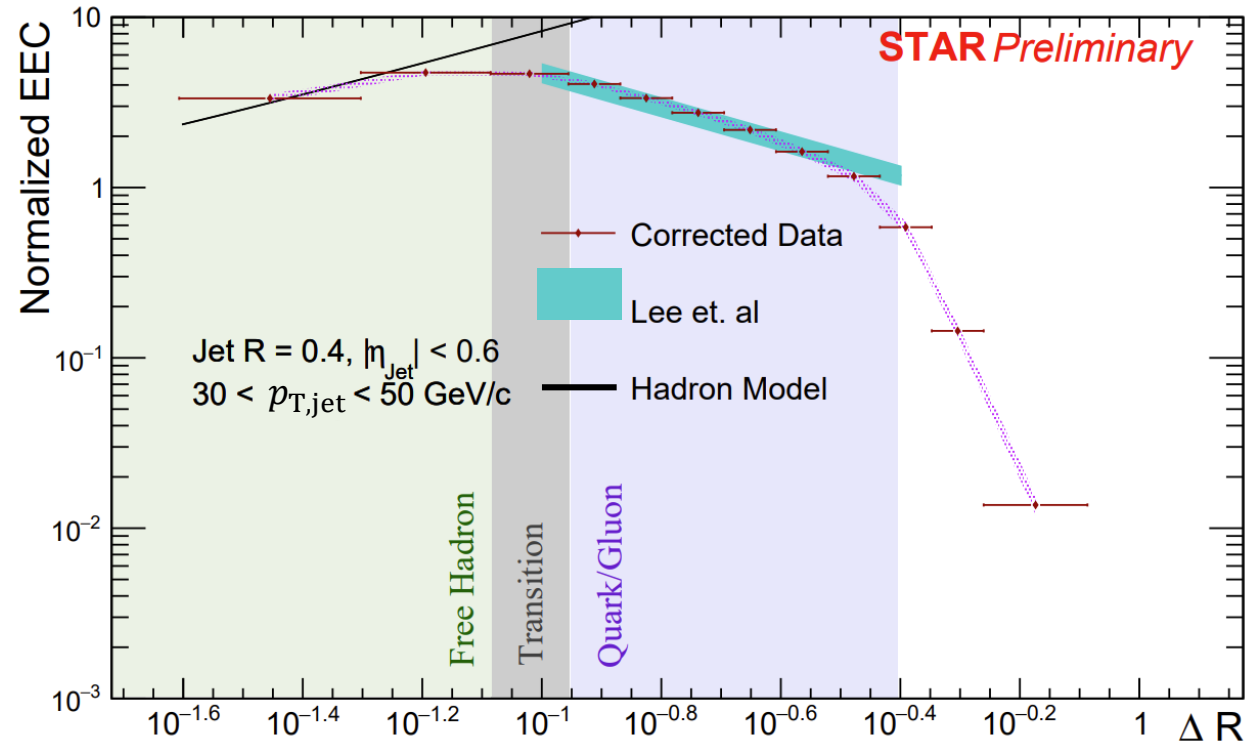 STAR Preliminary
Normalized EEC
10
1
10⁻¹
10⁻²
10⁻³
Corrected Data
Lee et. al
Hadron Model
Jet R = 0.4, |η_Jet| < 0.6
30 < p_T,jet < 50 GeV/c
Free Hadron
Transition
Quark/Gluon
10⁻¹·⁶ 10⁻¹·⁴ 10⁻¹·² 10⁻¹ 10⁻⁰·⁸ 10⁻⁰·⁶ 10⁻⁰·⁴ 10⁻⁰·² 1 Δ R